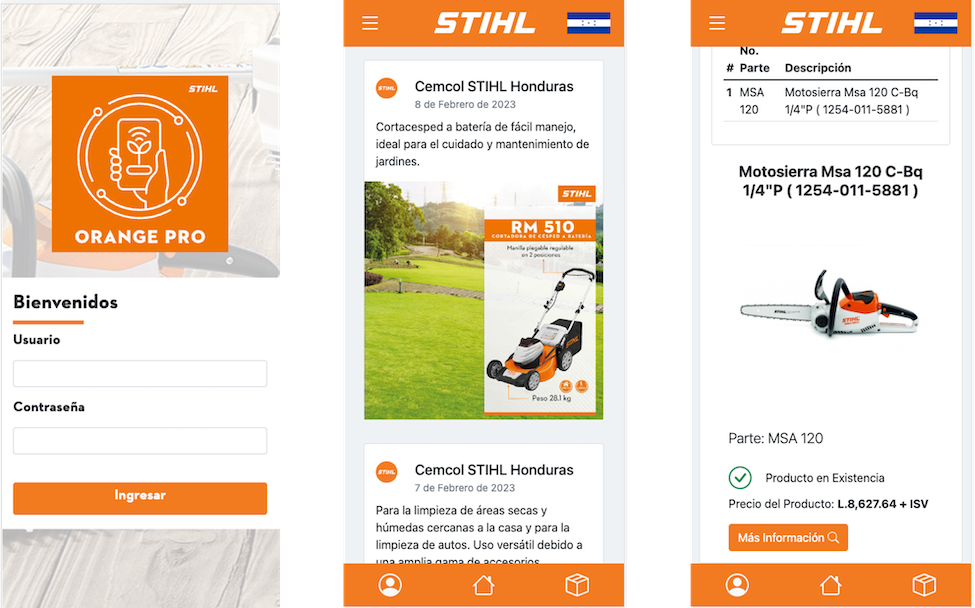 STIHL
ORANGE PRO
Bienvenidos
Usuario
Contraseña
Ingresar
STIHL
STIHL
Cemcol STIHL Honduras
8 de Febrero de 2023
Cortacesped a batería de fácil manejo,
ideal para el cuidado y mantenimiento de
jardines.
STIHL
RM 510
CORTADORA DE CÉSPED A BATERÍA
Manilla plegable regulable
en 2 posiciones
Peso 28.1 kg
STIHL
Cemcol STIHL Honduras
7 de Febrero de 2023
Para la limpieza de áreas secas y
húmedas cercanas a la casa y para la
limpieza de autos. Uso versátil debido a
una amplia gama de accesorios
STIHL
No.
# Parte Descripción
1 MSA Motosierra Msa 120 C-Bq
120 1/4"P ( 1254-011-5881 )
Motosierra Msa 120 C-Bq
1/4"P ( 1254-011-5881 )
STIHL
STIHL
Parte: MSA 120
Producto en Existencia
Precio del Producto: L.8,627.64 + ISV
Más Información